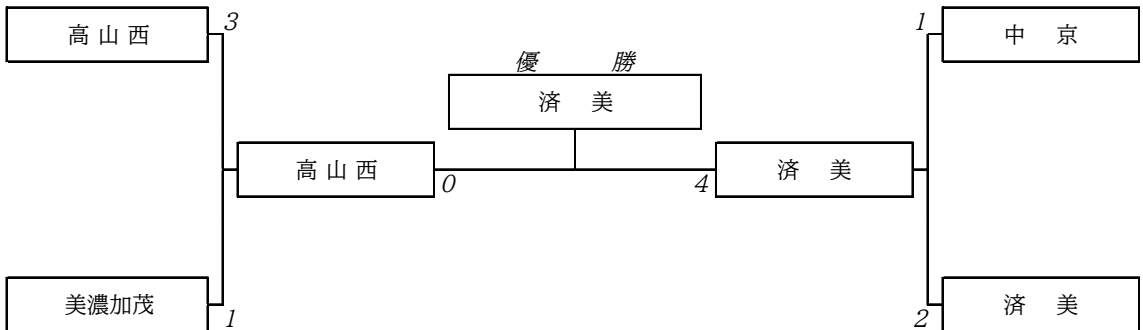 高山西 3
1 中 京
優 勝
済 美
高山西 0
4 済 美
美濃加茂 1
2 済 美